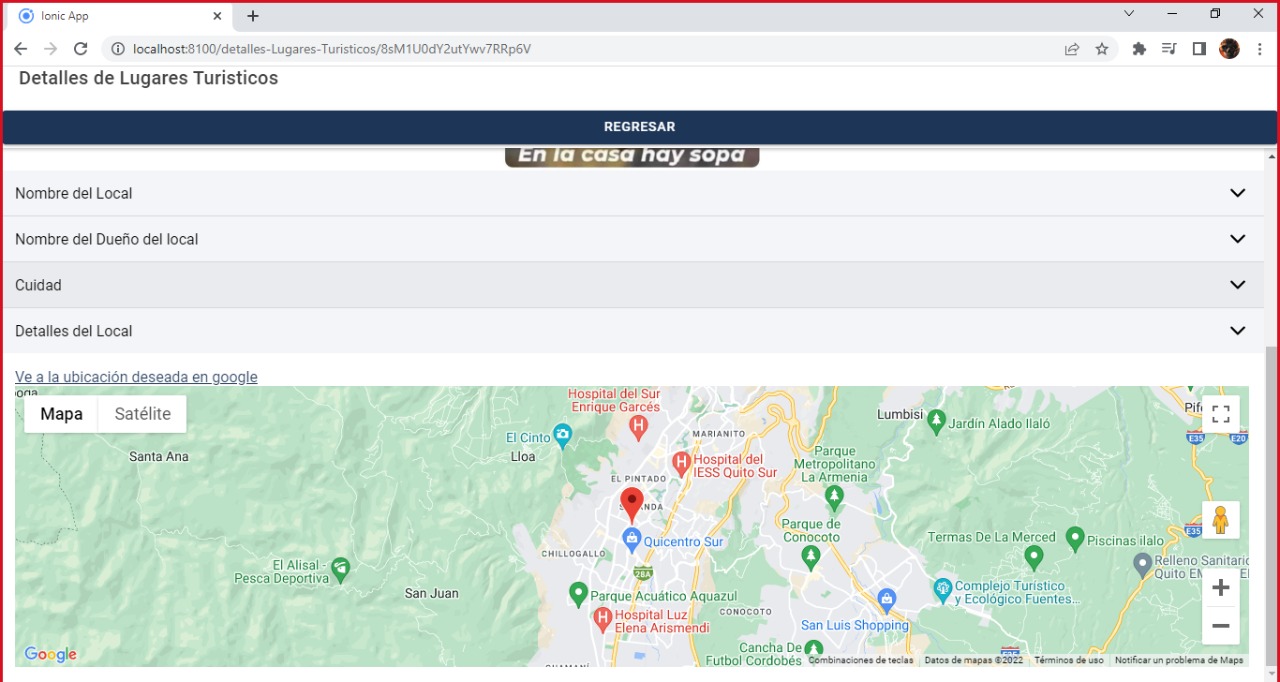 Ionic App
localhost:8100/detalles-Lugares-Turisticos/8sM1U0dY2utYwv7RRp6V
Detalles de Lugares Turisticos
REGRESAR
En la casa hay sopa
Nombre del Local
Nombre del Dueño del local
Cuidad
Detalles del Local
Ve a la ubicación deseada en google
Mapa
Satélite
Hospital del Sur
Enrique Garcés
MARIANITO
El Cinto
Lloa
Santa Ana
Hospital del
IESS Quito Sur
EL PINTADO
Parque
Metropolitano
La Armenia
Lumbisi
Jardín Alado Ilaló
E35
E20
Quicentro Sur
CHILLOGALLO
28A
Parque de
Conocoto
Termas De La Merced
Piscinas ilalo
E35
Relleno Sanitario
El Alisal -
Pesca Deportiva
San Juan
Parque Acuático Aquazul
Hospital Luz
Elena Arismendi
CONOCOTO
San Luis Shopping
Complejo Turístico
y Ecológico Fuentes...
Cancha De
Futbol Cordobés
E35
Google
Combinaciones de teclas
Datos de mapas ©2022
Términos de uso
Notificar un problema de Maps